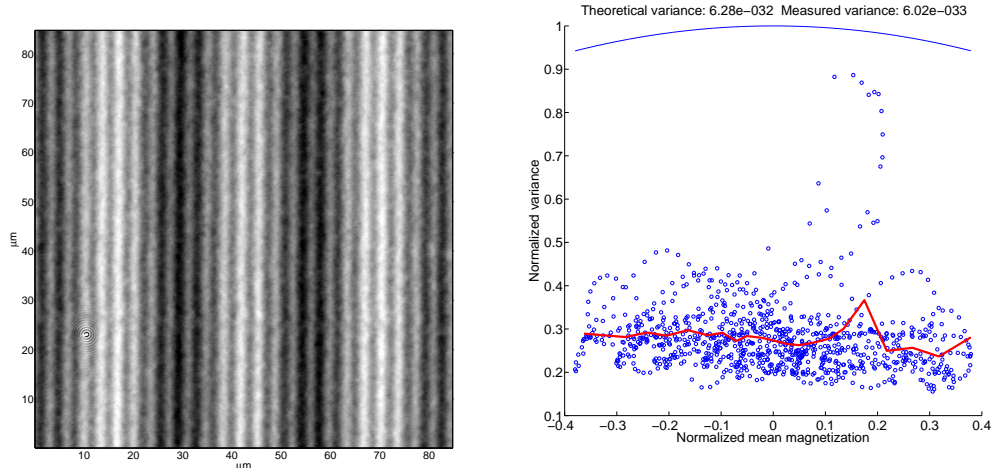 Theoretical variance: 6.28e−032 Measured variance: 6.02e−033
80
70
60
50
40
30
20
10
μm
10 20 30 40 50 60 70 80
μm
1
0.9
0.8
0.7
0.6
0.5
0.4
0.3
0.2
0.1
Normalized variance
−0.4 −0.3 −0.2 −0.1 0 0.1 0.2 0.3 0.4
Normalized mean magnetization